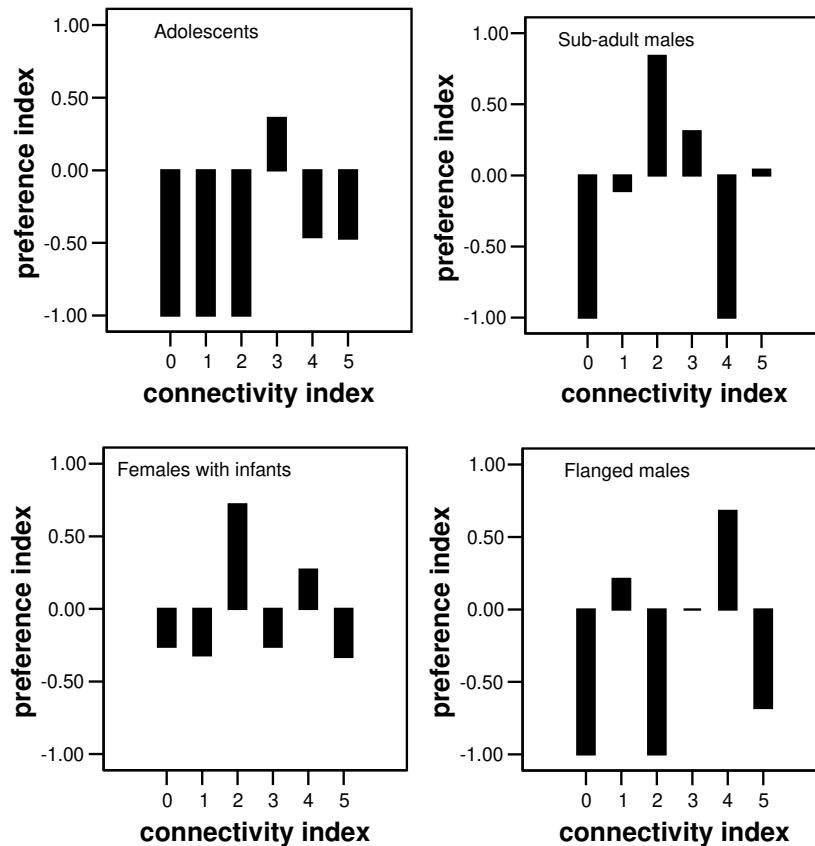 Adolescents
preference index
1.00
0.50
0.00
-0.50
-1.00
0 1 2 3 4 5
connectivity index
Sub-adult males
preference index
1.00
0.50
0.00
-0.50
-1.00
0 1 2 3 4 5
connectivity index
Females with infants
preference index
1.00
0.50
0.00
-0.50
-1.00
0 1 2 3 4 5
connectivity index
Flanged males
preference index
1.00
0.50
0.00
-0.50
-1.00
0 1 2 3 4 5
connectivity index